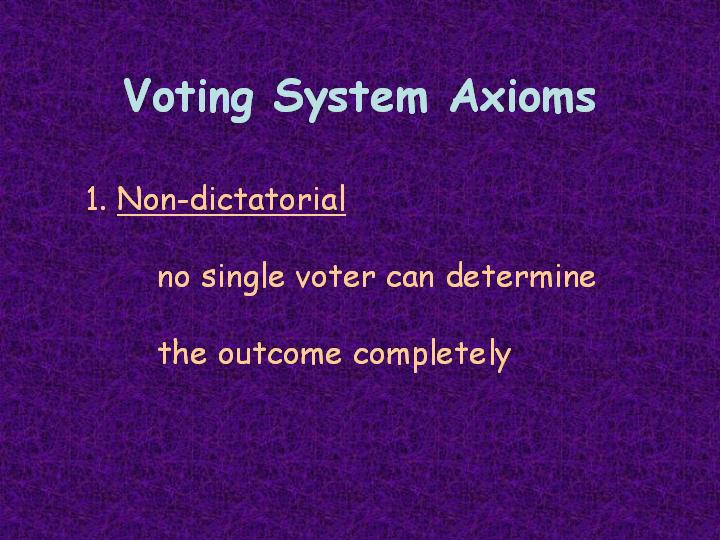 Voting System Axioms
1. Non-dictatorial
no single voter can determine
the outcome completely